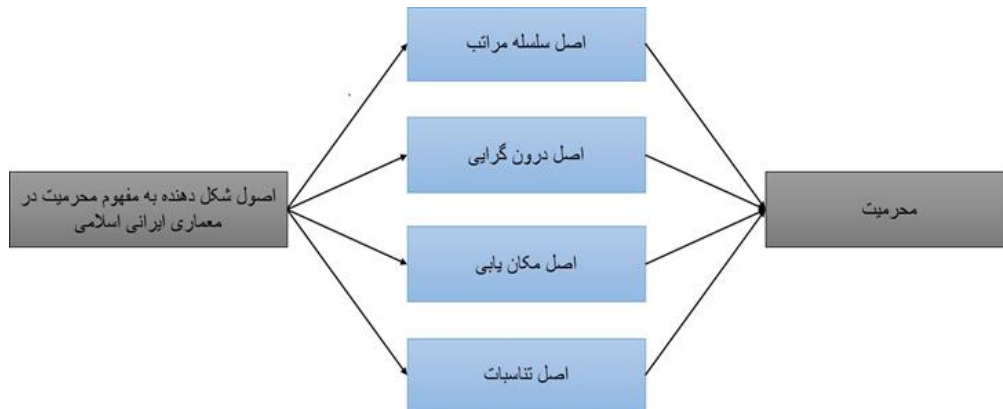 اصل سلسله مراتب
اصل درون گرایی
اصول شکل دهنده به مفهوم محرمیت در
معماری ایرانی اسلامی
محرمیت
اصل مکان یابی
اصل تناسبات